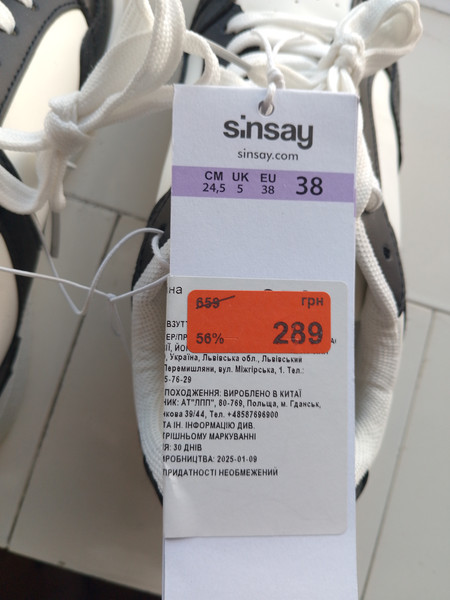 sinsay
sinsay.com
CM UK EU
24,5 5 38 38
на
659 грн
56% 289
ВЗУТТ
, Україна, Львівська обл., Львівський
Перемишляни, вул. Міжгірська, 1. Тел.:
5-76-29
ПОХОДЖЕННЯ: ВИРОБЛЕНО В КИТАЇ
НИК: АТ"ЛПП", 80-769, Польща, м. Гданськ,
кова 39/44, Тел. +48587696900
ТА ІН. ІНФОРМАЦІЮ ДИВ.
ТРІШНЬОМУ МАРКУВАННІ
Я: 30 ДНІВ
РОБНИЦТВА: 2025-01-09
ПРИДАТНОСТІ НЕОБМЕЖЕНИЙ